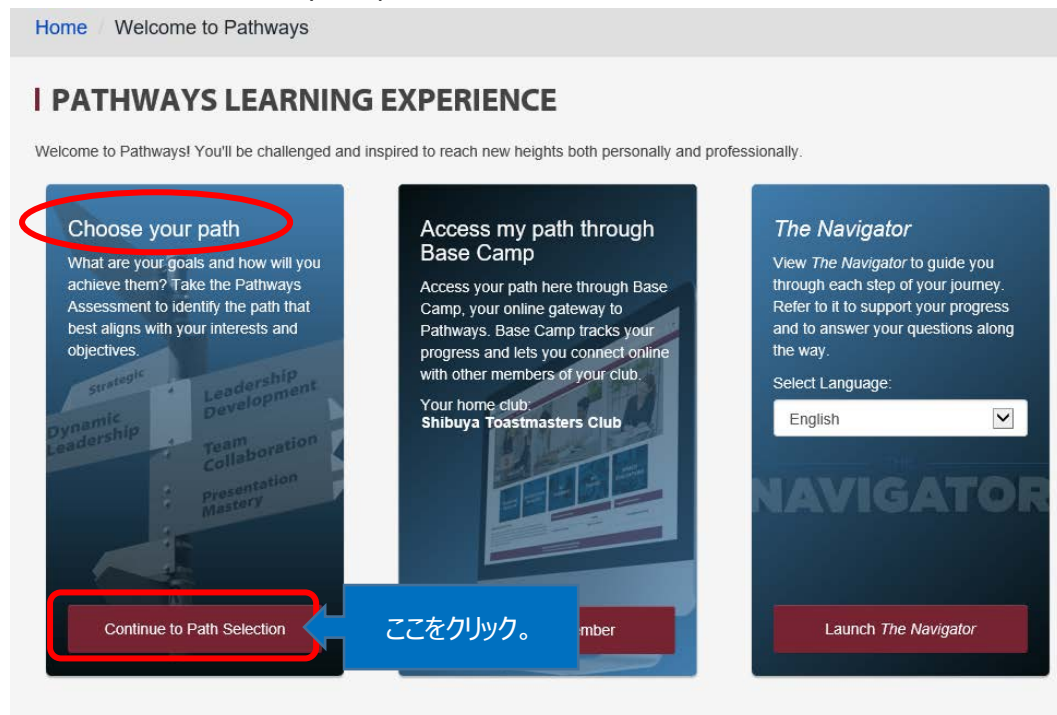 Home / Welcome to Pathways
PATHWAYS LEARNING EXPERIENCE
Welcome to Pathways! You'll be challenged and inspired to reach new heights both personally and professionally.
Choose your path
What are your goals and how will you
achieve them? Take the Pathways
Assessment to identify the path that
best aligns with your interests and
objectives.
Strategic
Leadership
Development
Dynamic
Leadership
Team
Collaboration
Presentation
Mastery
Continue to Path Selection
ここをクリック。
Access my path through
Base Camp
Access your path here through Base
Camp, your online gateway to
Pathways. Base Camp tracks your
progress and lets you connect online
with other members of your club.
Your home club:
Shibuya Toastmasters Club
The Navigator
View The Navigator to guide you
through each step of your journey.
Refer to it to support your progress
and to answer your questions along
the way.
Select Language:
English
NAVIGATOR
Launch The Navigator